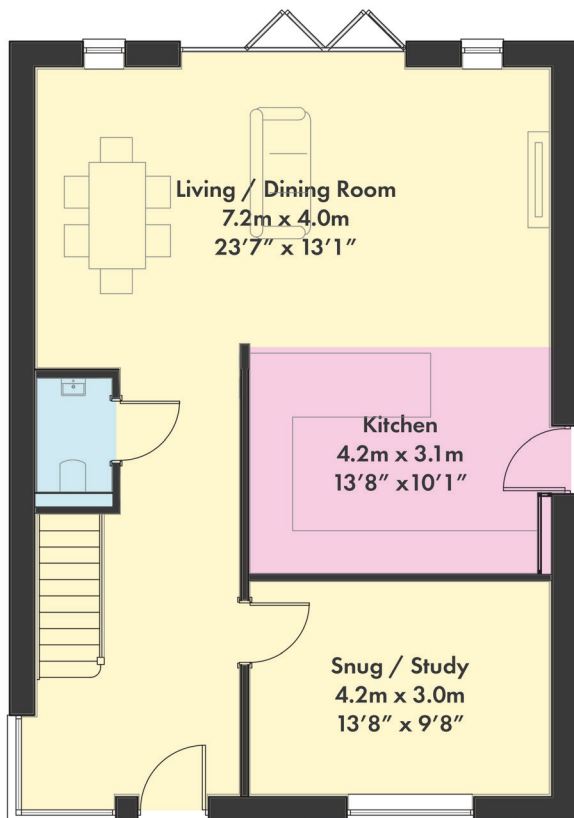 Living / Dining Room
7.2m x 4.0m
23’7” x 13’1”
Kitchen
4.2m x 3.1m
13’8” x10’1”
Snug / Study
4.2m x 3.0m
13’8” x 9’8”